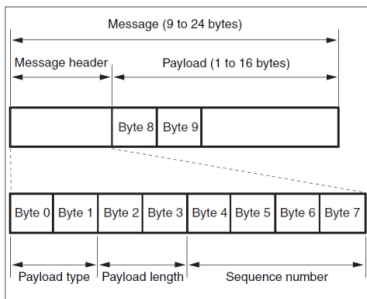 Message (9 to 24 bytes)
Message header
Payload (1 to 16 bytes)
Byte 8 Byte 9
Byte 0 Byte 1 Byte 2 Byte 3 Byte 4 Byte 5 Byte 6 Byte 7
Payload type Payload length Sequence number